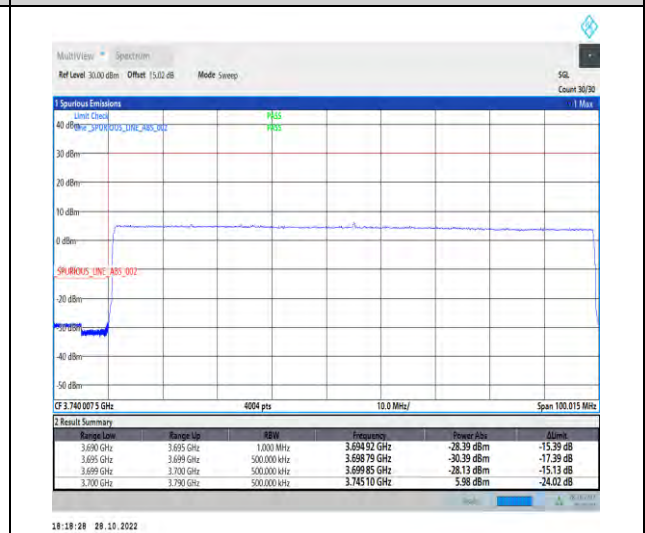 MultiView Spectrum
Ref Level 30.00 dBm Offset 15.02 dB Mode Sweep SGL
Count 30/30
1 Spurious Emissions 1 Max
Limit Check PASS
40 dBm Line _SPURIOUS_LINE_ABS_002 PASS
30 dBm
20 dBm
10 dBm
0 dBm
_SPURIOUS_LINE_ABS_002
-20 dBm
-30 dBm
-40 dBm
-50 dBm
CF 3.740 007 5 GHz 4004 pts 10.0 MHz/ Span 100.015 MHz
2 Result Summary
Range Low Range Up RBW Frequency Power Abs ΔLimit
3.690 GHz 3.695 GHz 1.000 MHz 3.694 92 GHz -28.39 dBm -15.39 dB
3.695 GHz 3.699 GHz 500.000 kHz 3.698 79 GHz -30.39 dBm -17.39 dB
3.699 GHz 3.700 GHz 500.000 kHz 3.699 85 GHz -28.13 dBm -15.13 dB
3.700 GHz 3.790 GHz 500.000 kHz 3.745 10 GHz 5.98 dBm -24.02 dB
18:18:28 28.10.2022